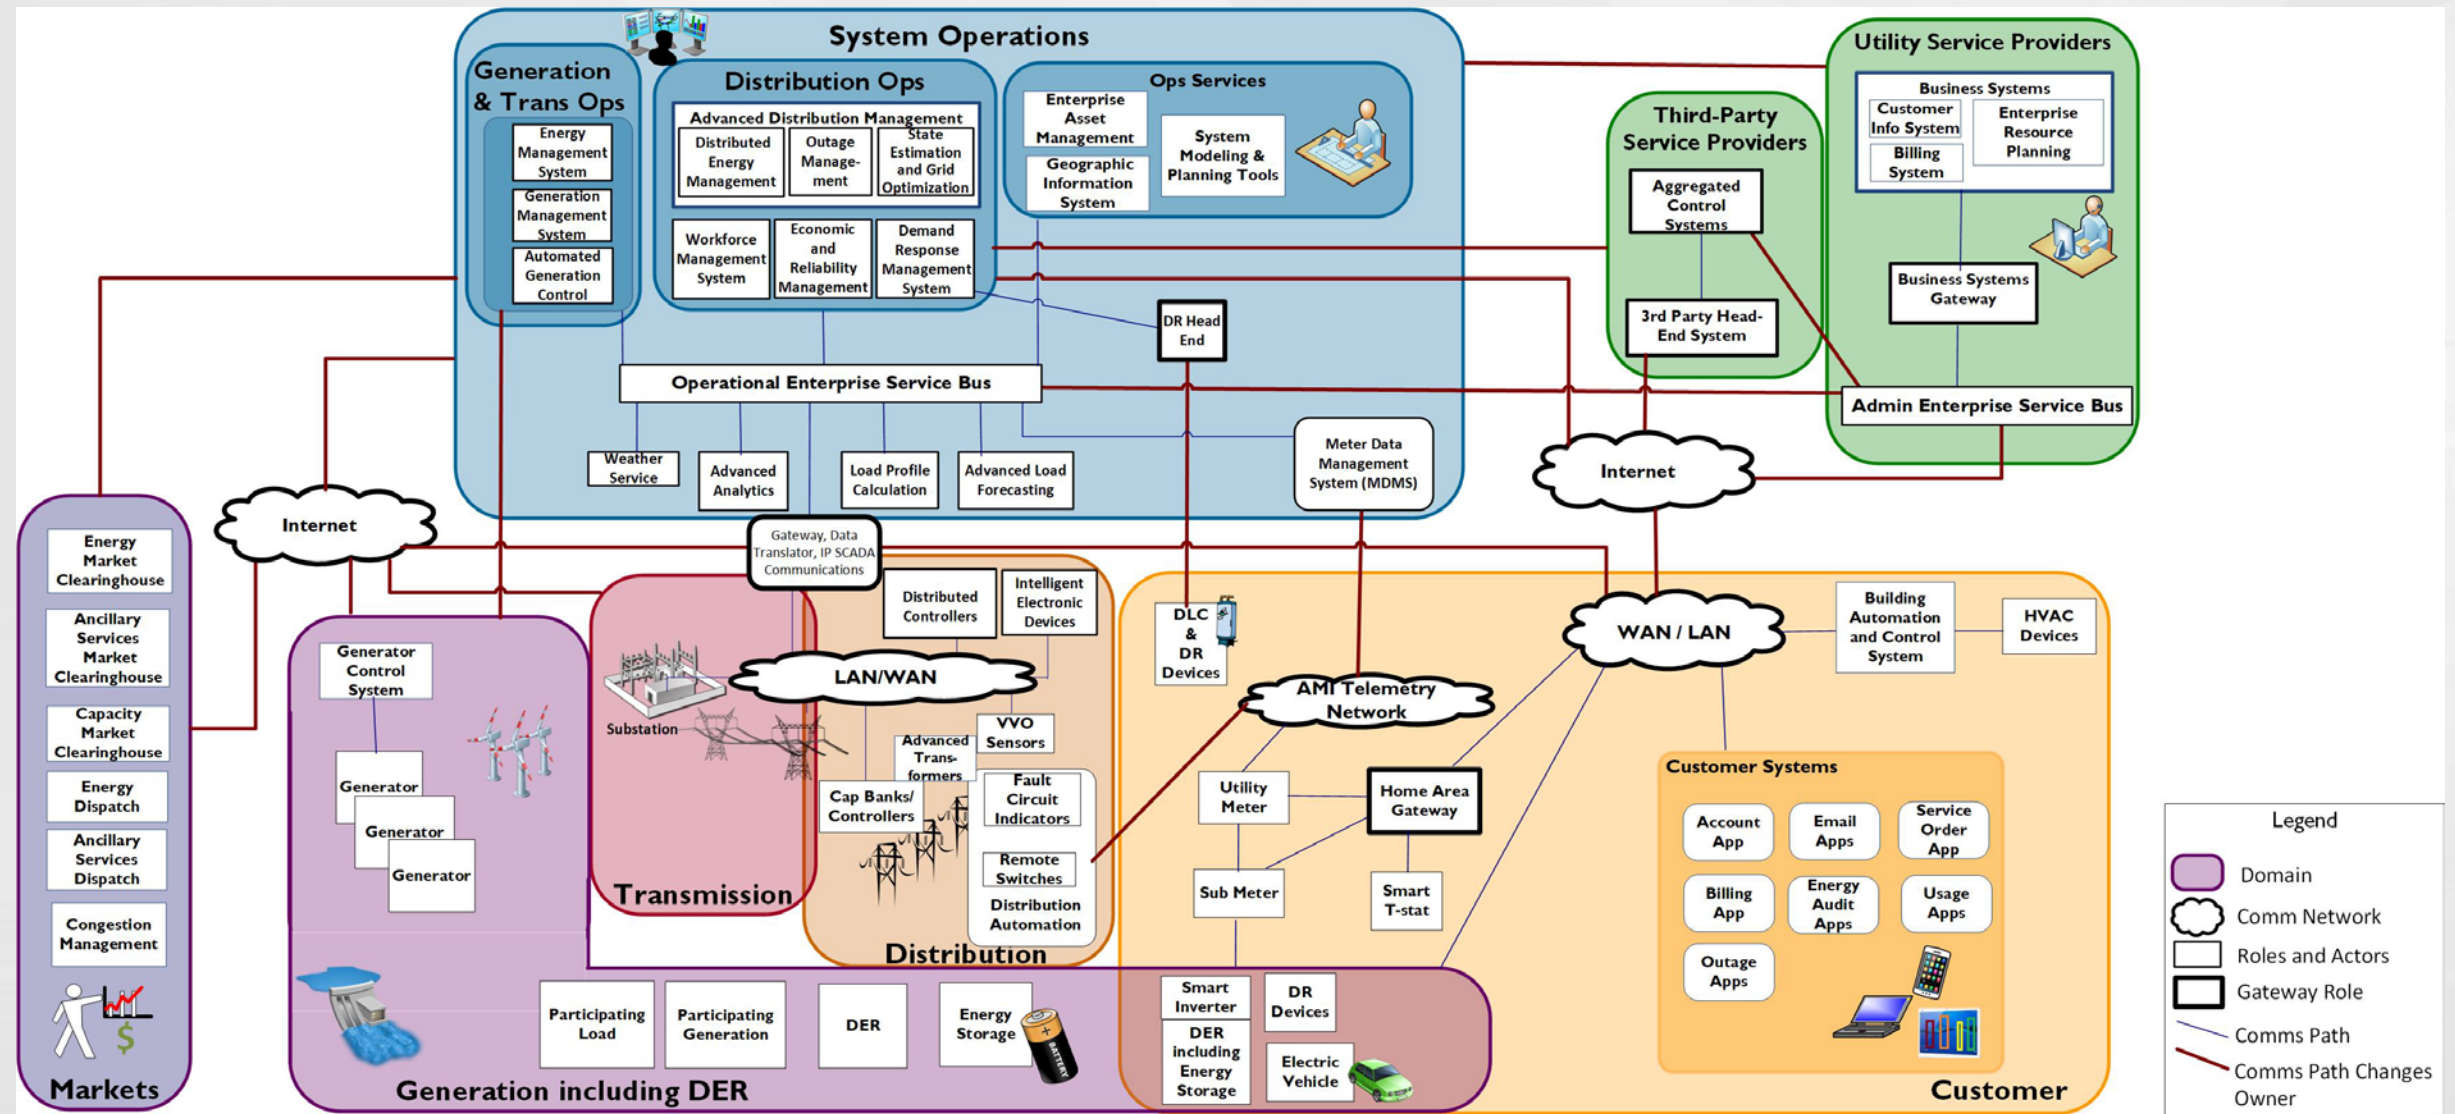 System Operations
Generation
& Trans Ops
Energy
Management
System
Generation
Management
System
Automated
Generation
Control
Distribution Ops
Advanced Distribution Management
Distributed
Energy
Management
Outage
Manage-
ment
State
Estimation
and Grid
Optimization
Workforce
Management
System
Economic
and
Reliability
Management
Demand
Response
Management
System
Ops Services
Enterprise
Asset
Management
Geographic
Information
System
System
Modeling &
Planning Tools
DR Head
End
Operational Enterprise Service Bus
Weather
Service
Advanced
Analytics
Load Profile
Calculation
Advanced Load
Forecasting
Meter Data
Management
System (MDMS)
Third-Party
Service Providers
Aggregated
Control
Systems
3rd Party Head-
End System
Utility Service Providers
Business Systems
Customer
Info System
Billing
System
Enterprise
Resource
Planning
Business Systems
Gateway
Admin Enterprise Service Bus
Internet
Internet
Energy
Market
Clearinghouse
Ancillary
Services
Market
Clearinghouse
Capacity
Market
Clearinghouse
Energy
Dispatch
Ancillary
Services
Dispatch
Congestion
Management
$
Markets
Gateway, Data
Translator, IP SCADA
Communications
Generator
Control
System
Generator
Generator
Generator
Participating
Load
Participating
Generation
DER
Energy
Storage
BATTERY
Generation including DER
Substation
Transmission
Distributed
Controllers
Intelligent
Electronic
Devices
LAN/WAN
VVO
Sensors
Advanced
Trans-
formers
Cap Banks/
Controllers
Fault
Circuit
Indicators
Remote
Switches
Distribution
Automation
Distribution
DLC
&
DR
Devices
AMI Telemetry
Network
WAN / LAN
Building
Automation
and Control
System
HVAC
Devices
Utility
Meter
Home Area
Gateway
Sub Meter
Smart
T-stat
Smart
Inverter
DR
Devices
DER
including
Energy
Storage
Electric
Vehicle
Customer Systems
Account
App
Email
Apps
Service
Order
App
Billing
App
Energy
Audit
Apps
Usage
Apps
Outage
Apps
Customer
Legend
Domain
Comm Network
Roles and Actors
Gateway Role
Comms Path
Comms Path Changes
Owner